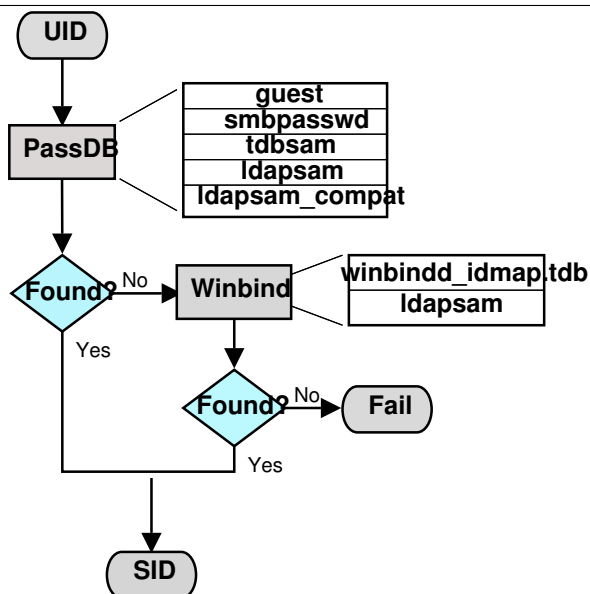 UID
PassDB
guest
smbpasswd
tdbsam
ldapsam
ldapsam_compat
Found?
No
Winbind
winbindd_idmap.tdb
ldapsam
Yes
Found?
No
Fail
Yes
SID